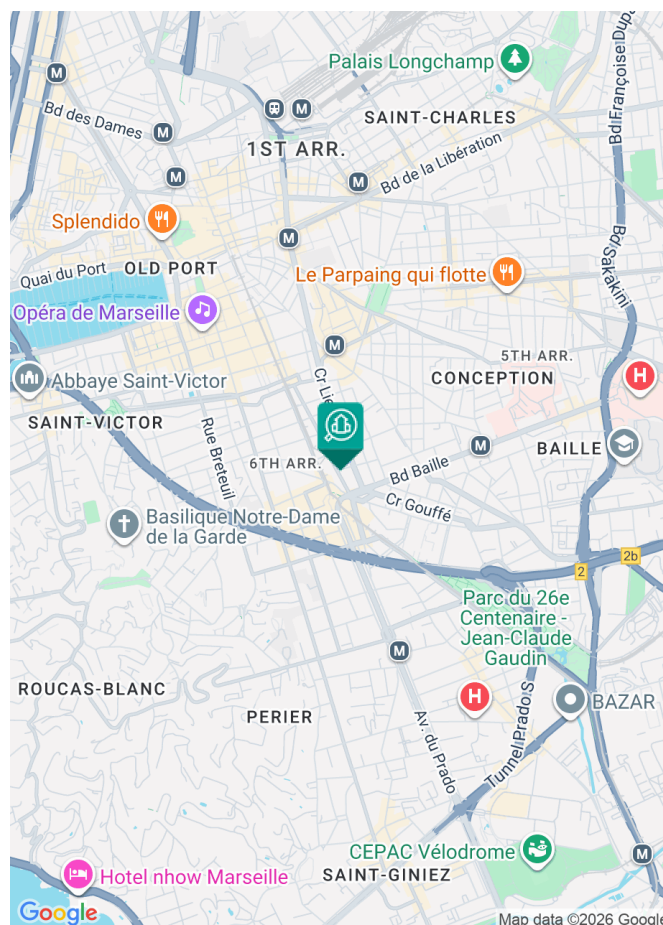 Palais Longchamp
M
Bd Françoise Dupa
Bd des Dames
M
M
SAINT-CHARLES
1ST ARR.
Bd de la Libération
M
M
Splendido
Bd Sakakini
M
Quai du Port
OLD PORT
Le Parpaing qui flotte
Opéra de Marseille
M
5TH ARR.
Cr Lie
Abbaye Saint-Victor
CONCEPTION
H
SAINT-VICTOR
Rue Breteuil
M
BAILLE
6TH ARR.
Bd Baille
Cr Gouffé
Basilique Notre-Dame
de la Garde
2b
2
Parc du 26e
Centenaire -
Jean-Claude
Gaudin
M
ROUCAS-BLANC
H
BAZAR
PERIER
Av. du Prado
Tunnel Prado S
CEPAC Vélodrome
M
Hotel nhow Marseille
SAINT-GINIEZ
Google
Map data ©2026 Google